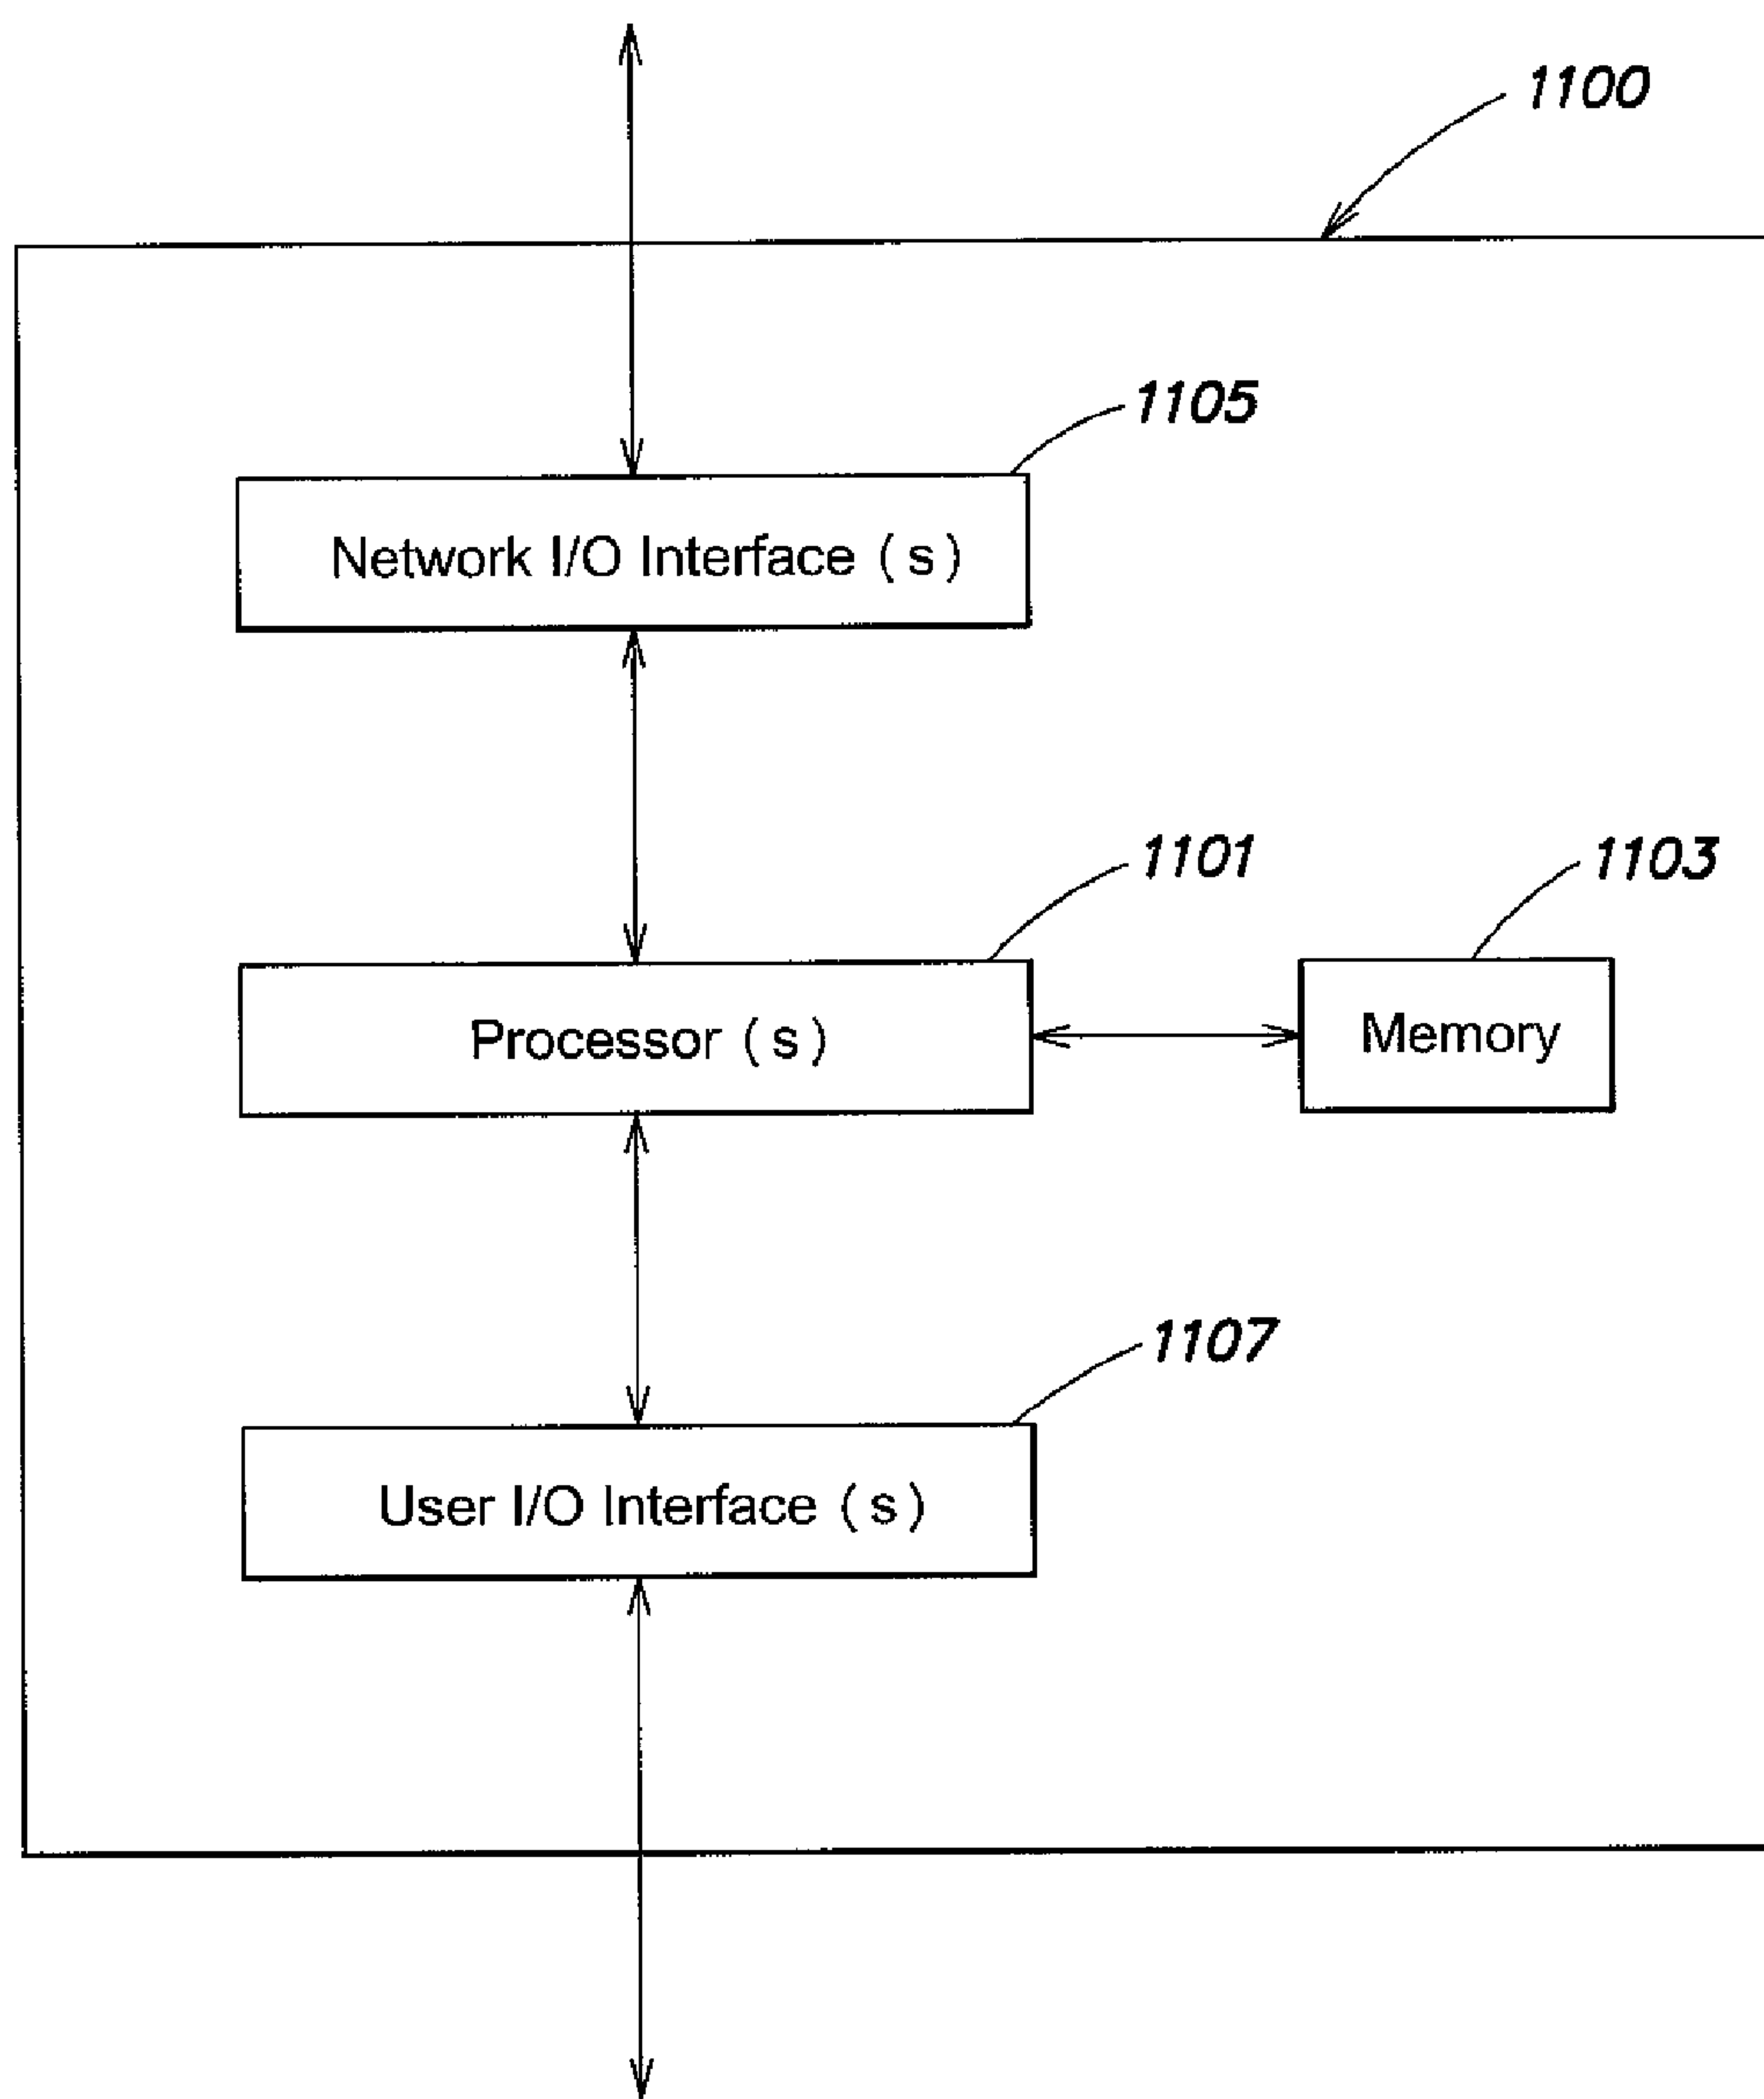 1100
1105
Network I/O Interface (s)
1101
1103
Processor (s)
Memory
1107
User I/O Interface (s)